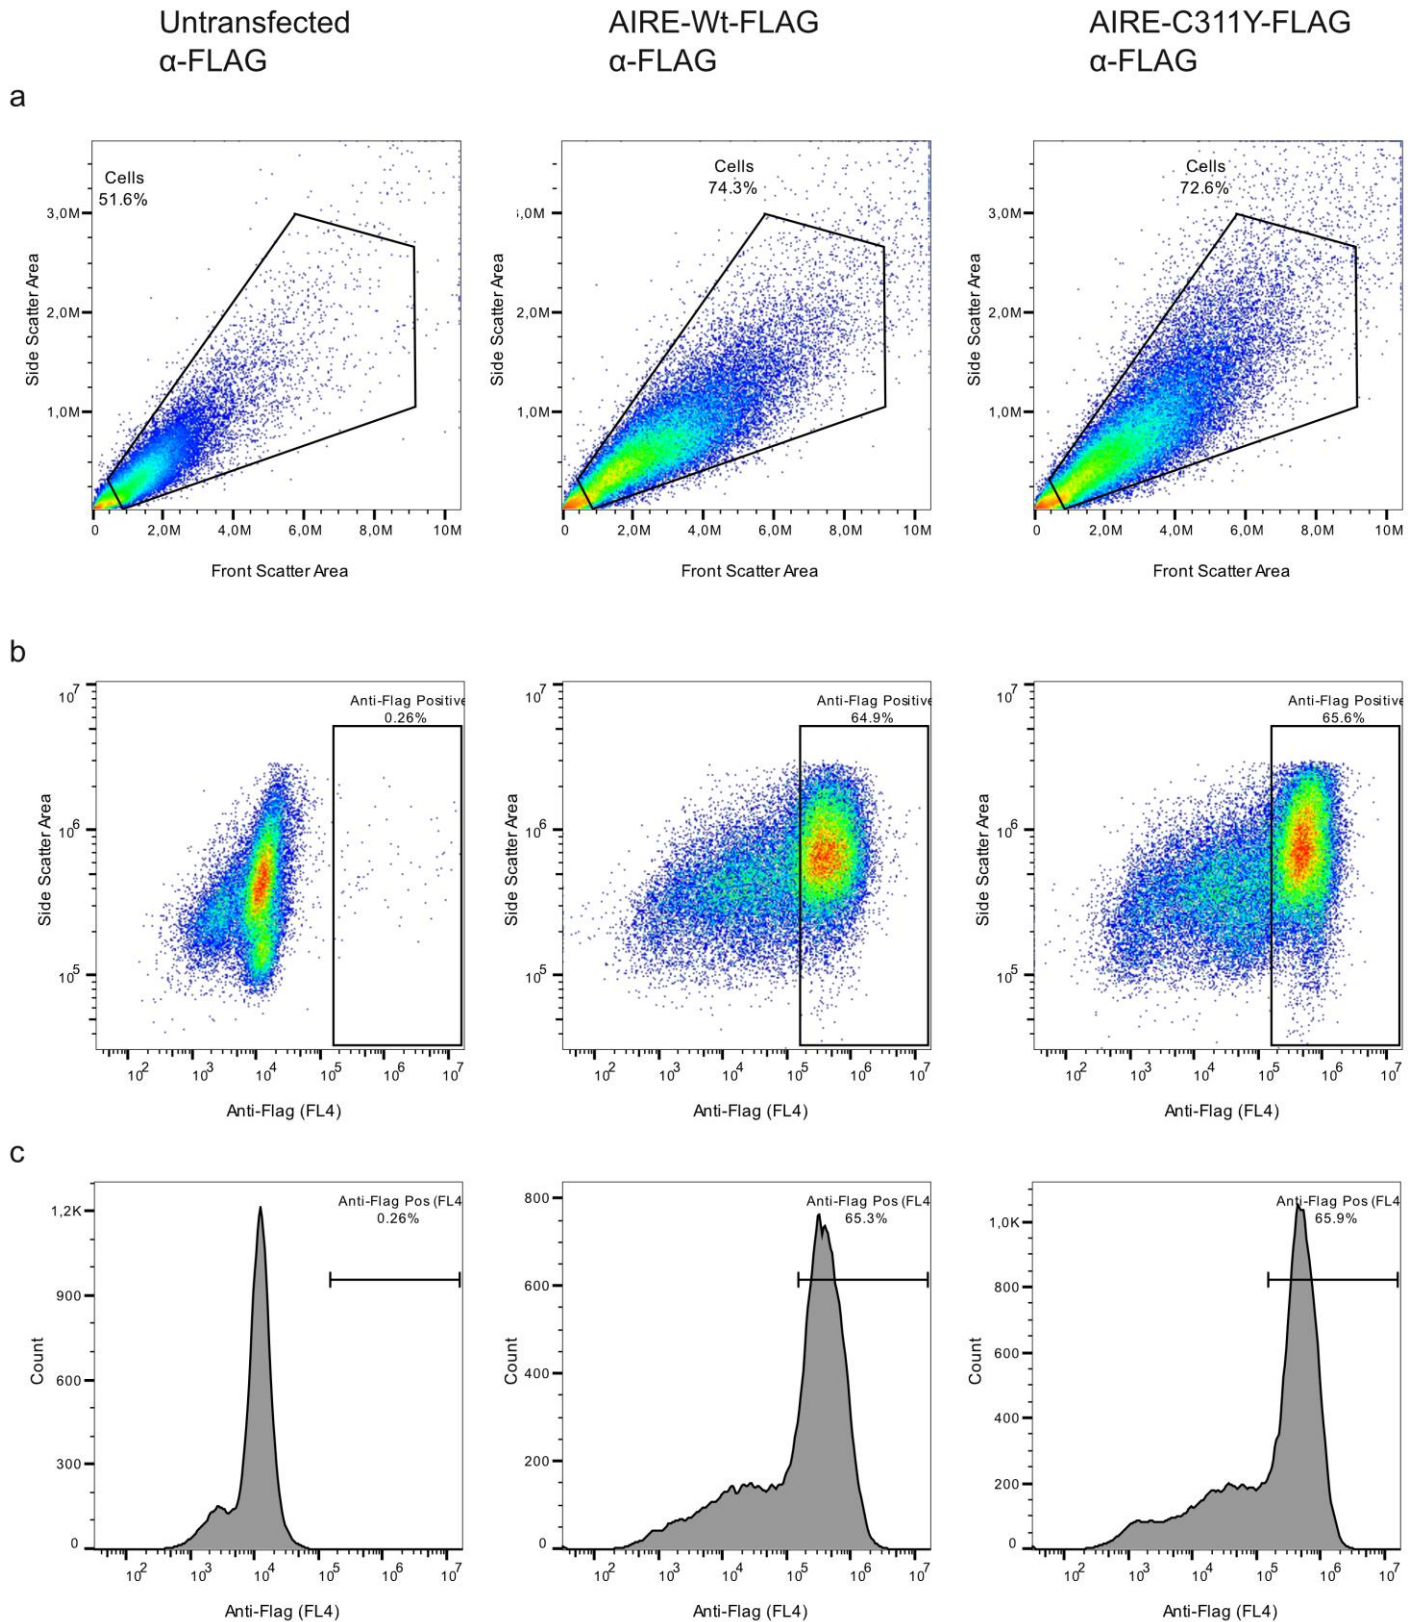 Untransfected
α-FLAG
AIRE-Wt-FLAG
α-FLAG
AIRE-C311Y-FLAG
α-FLAG
a
Cells
51.6%
3,0M
2,0M
1,0M
Side Scatter Area
0
2,0M
4,0M
6,0M
8,0M
10M
Front Scatter Area
Cells
74.3%
,0M
2,0M
1,0M
Side Scatter Area
0
2,0M
4,0M
6,0M
8,0M
10M
Front Scatter Area
Cells
72.6%
3,0M
2,0M
1,0M
Side Scatter Area
0
2,0M
4,0M
6,0M
8,0M
10M
Front Scatter Area
b
Anti-Flag Positive
0.26%
10^7
10^6
10^5
Side Scatter Area
10^2
10^3
10^4
10^5
10^6
10^7
Anti-Flag (FL4)
Anti-Flag Positive
64.9%
10^7
10^6
10^5
Side Scatter Area
10^2
10^3
10^4
10^5
10^6
10^7
Anti-Flag (FL4)
Anti-Flag Positive
65.6%
10^7
10^6
10^5
Side Scatter Area
10^2
10^3
10^4
10^5
10^6
10^7
Anti-Flag (FL4)
c
Anti-Flag Pos (FL4
0.26%
1,2K
900
600
300
0
Count
10^2
10^3
10^4
10^5
10^6
10^7
Anti-Flag (FL4)
Anti-Flag Pos (FL4
65.3%
800
600
400
200
0
Count
10^2
10^3
10^4
10^5
10^6
10^7
Anti-Flag (FL4)
Anti-Flag Pos (FL4
65.9%
1,0K
800
600
400
200
0
Count
10^2
10^3
10^4
10^5
10^6
10^7
Anti-Flag (FL4)